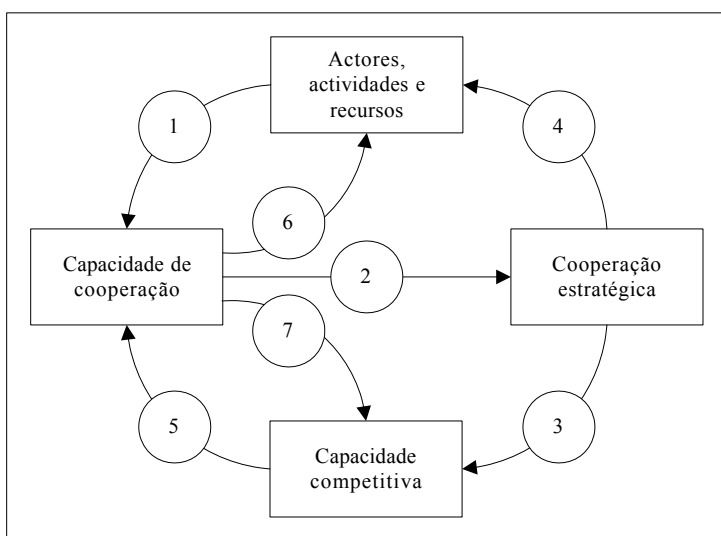 Actores,
actividades e
recursos
1
4
6
Capacidade de
cooperação
2
Cooperação
estratégica
7
5
3
Capacidade
competitiva